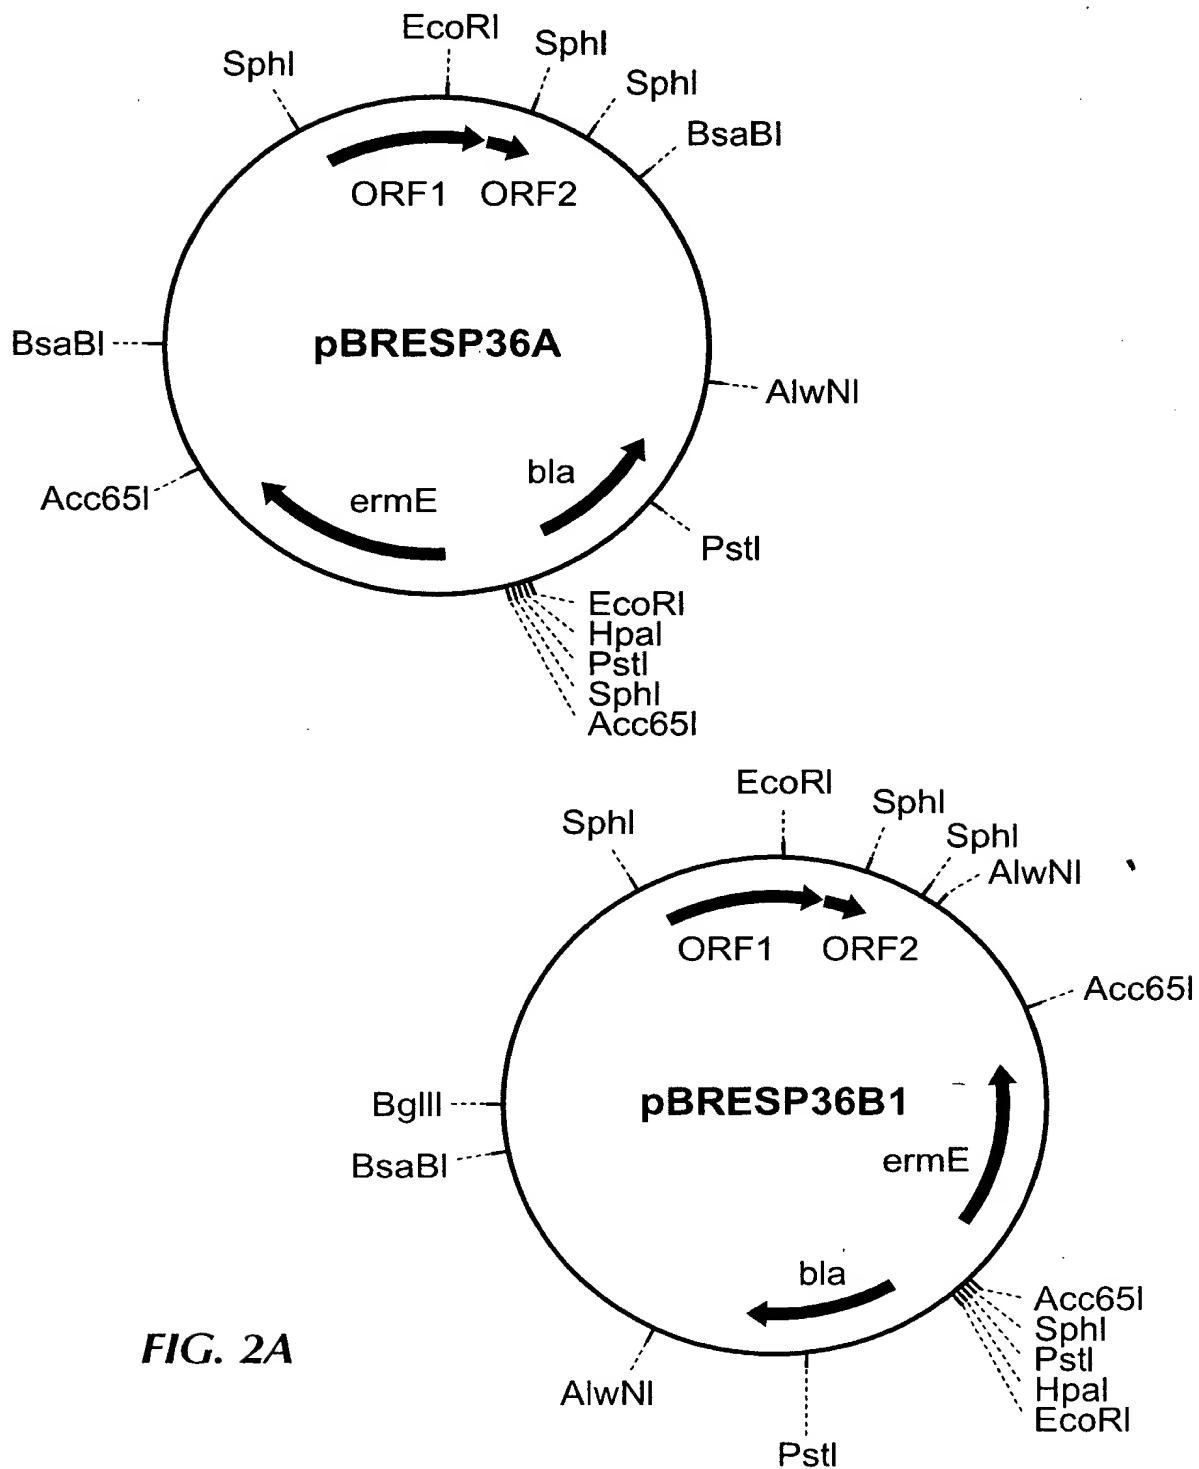 EcoRI
SphI
SphI
SphI
BsaBI
ORF1
ORF2
BsaBI
pBRESP36A
AlwNI
bla
Acc65I
ermE
PstI
EcoRI
HpaI
PstI
SphI
Acc65I
EcoRI
SphI
SphI
SphI
AlwNI
ORF1
ORF2
Acc65I
BglII
pBRESP36B1
BsaBI
ermE
bla
Acc65I
SphI
PstI
HpaI
EcoRI
FIG. 2A
AlwNI
PstI